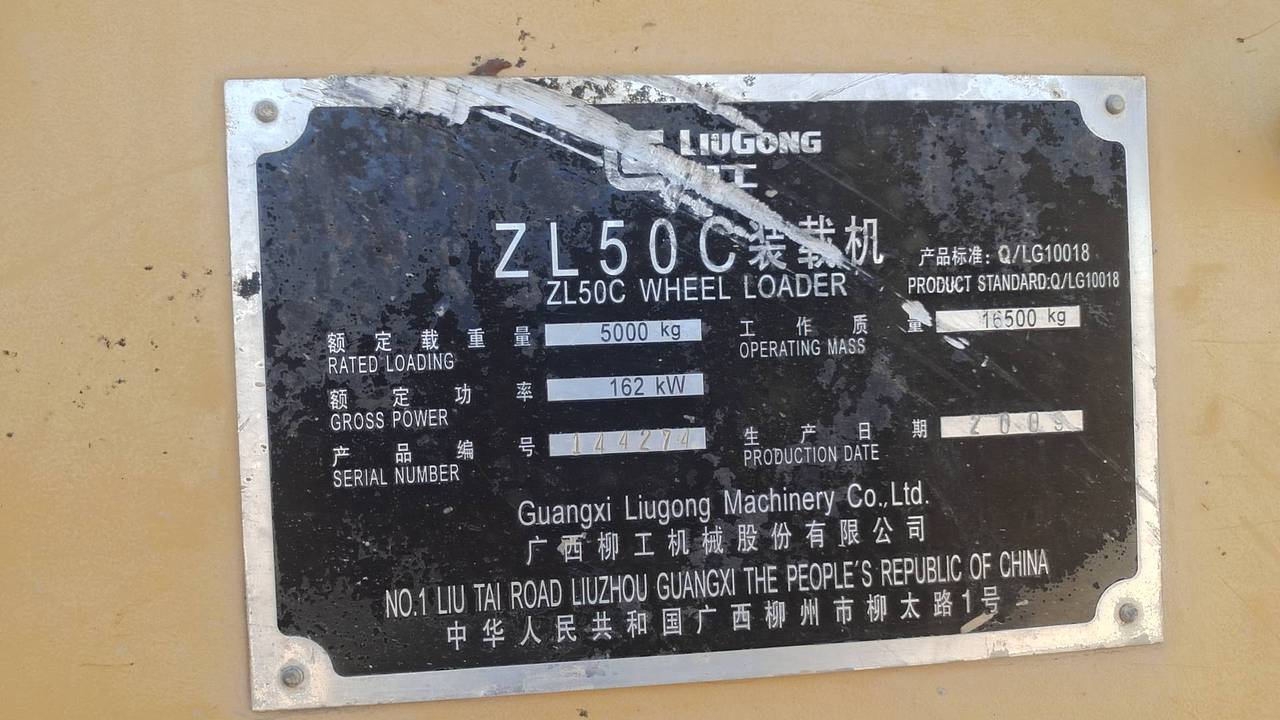 LIUGONG
工
ZL50C装载机
ZL50C WHEEL LOADER
产品标准: Q/LG10018
PRODUCT STANDARD:Q/LG10018
额定载重量 5000 kg
RATED LOADING
工作质量 16500 kg
OPERATING MASS
额定功率 162 kW
GROSS POWER
产品编号 144274
SERIAL NUMBER
生产日期 2009
PRODUCTION DATE
Guangxi Liugong Machinery Co.,Ltd.
广西柳工机械股份有限公司
NO.1 LIU TAI ROAD LIUZHOU GUANGXI THE PEOPLE'S REPUBLIC OF CHINA
中华人民共和国广西柳州市柳太路1号